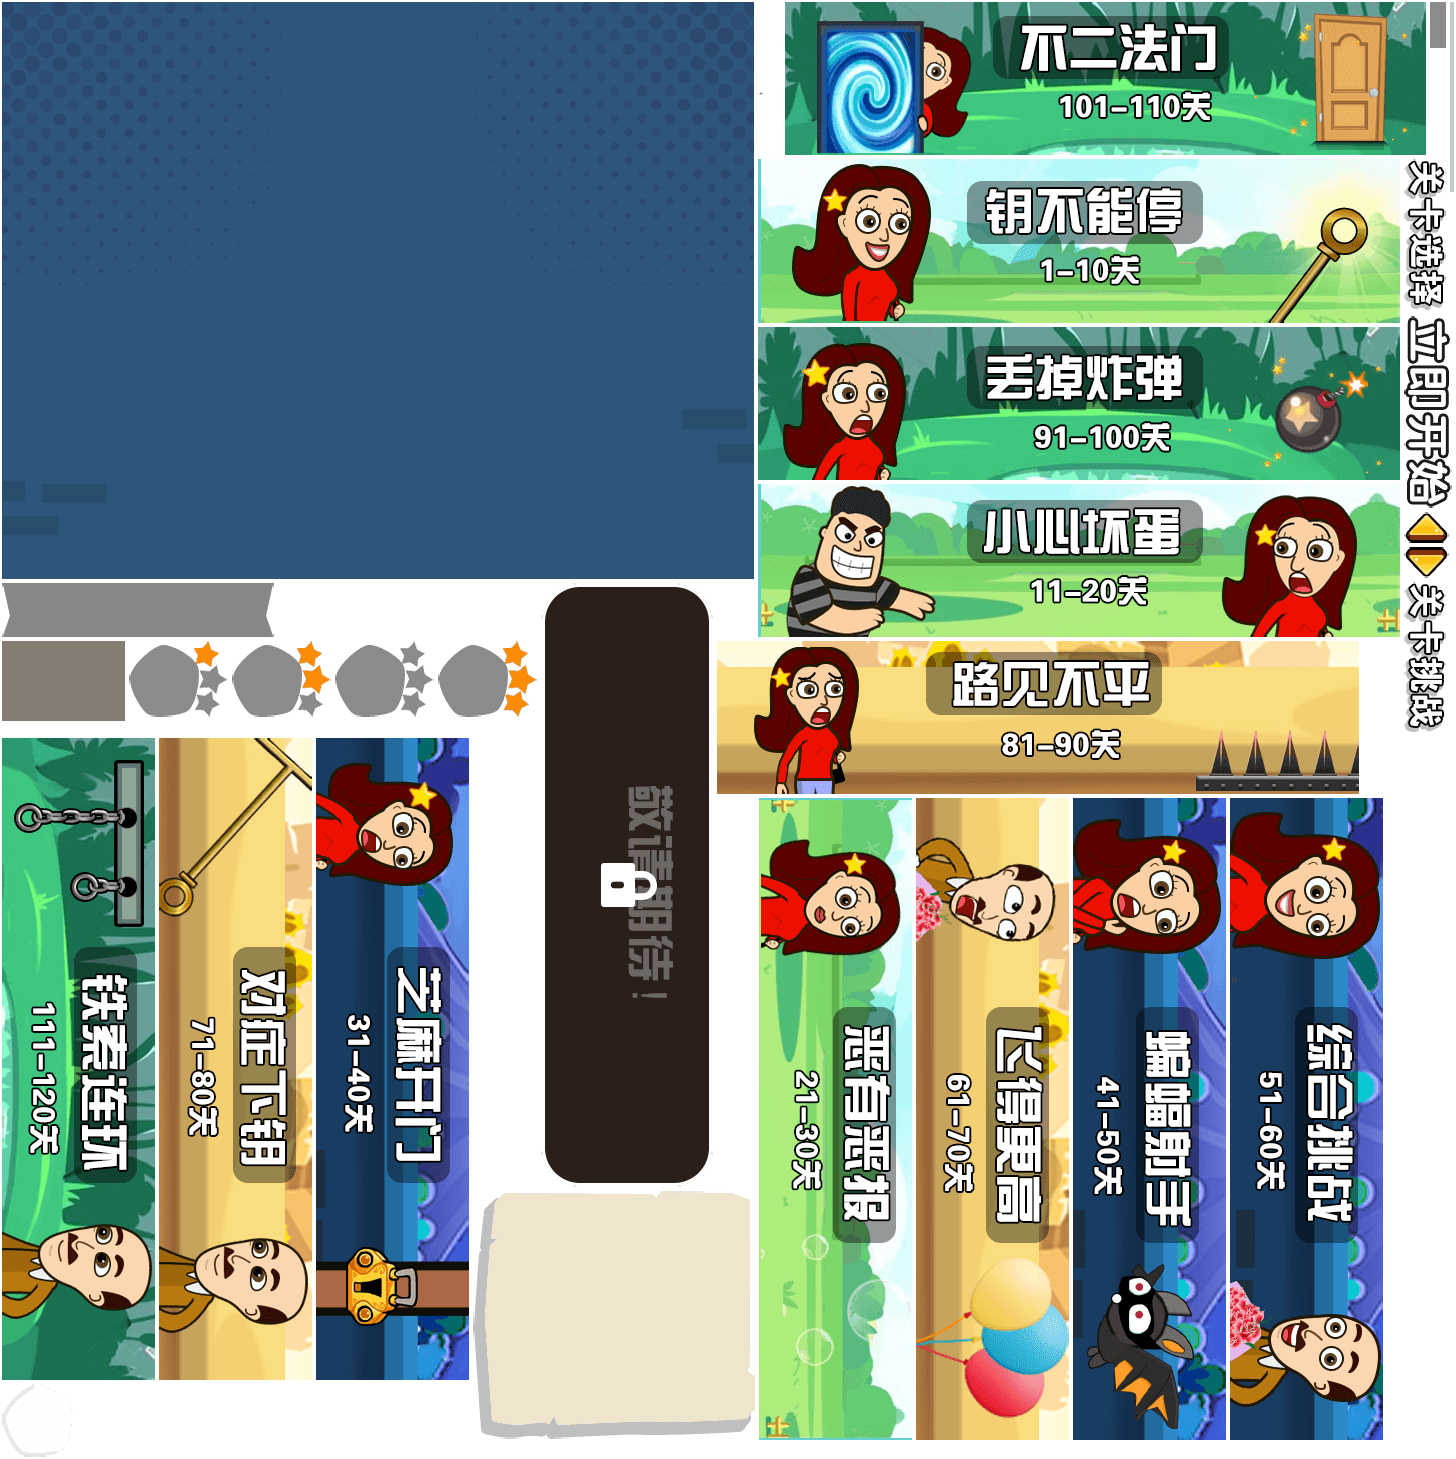 不二法门
101-110关
钥不能停
1-10关
丢掉炸弹
91-100关
小心坏蛋
11-20关
路见不平
81-90关
关卡选择
立即开始
关卡挑战
铁索连环
111-120关
对症下钥
71-80关
芝麻开门
31-40关
敬请期待!
恶有恶报
21-30关
飞得更高
61-70关
蝙蝠射手
41-50关
综合挑战
51-60关